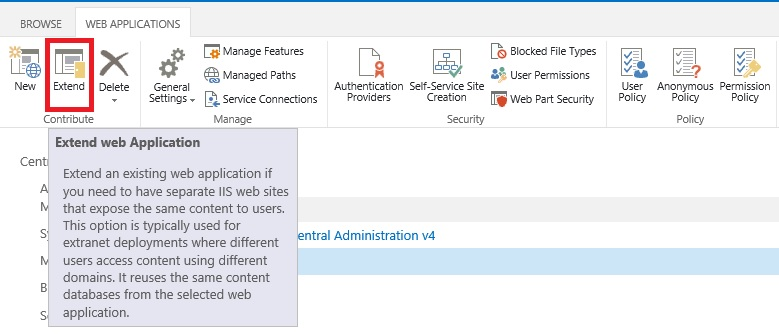 BROWSE WEB APPLICATIONS
New Extend Delete
General Settings
Manage Features
Managed Paths
Service Connections
Authentication Providers
Self-Service Site Creation
Blocked File Types
User Permissions
Web Part Security
User Policy
Anonymous Policy
Permission Policy
Contribute Manage Security Policy
Extend web Application
Extend an existing web application if
you need to have separate IIS web sites
that expose the same content to users.
This option is typically used for
extranet deployments where different
users access content using different
domains. It reuses the same content
databases from the selected web
application.
Centr
A
M
Sy
entral Administration v4
M
B
Se